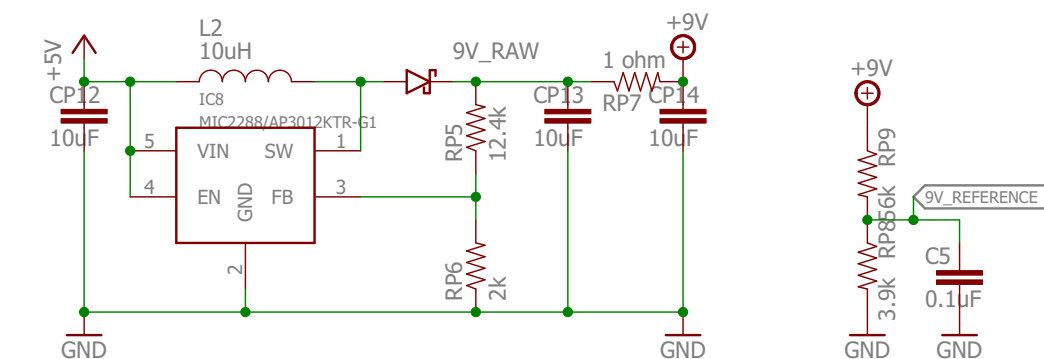 +5V
L2
10uH
9V_RAW
+9V
1 ohm
RP7
CP12
10uF
IC8
MIC2288/AP3012KTR-G1
5
VIN
SW
1
4
EN
GND
FB
3
2
RP5
12.4k
CP13
10uF
CP14
10uF
RP6
2k
GND
GND
+9V
RP9
56k
9V_REFERENCE
RP8
3.9k
C5
0.1uF
GND
GND